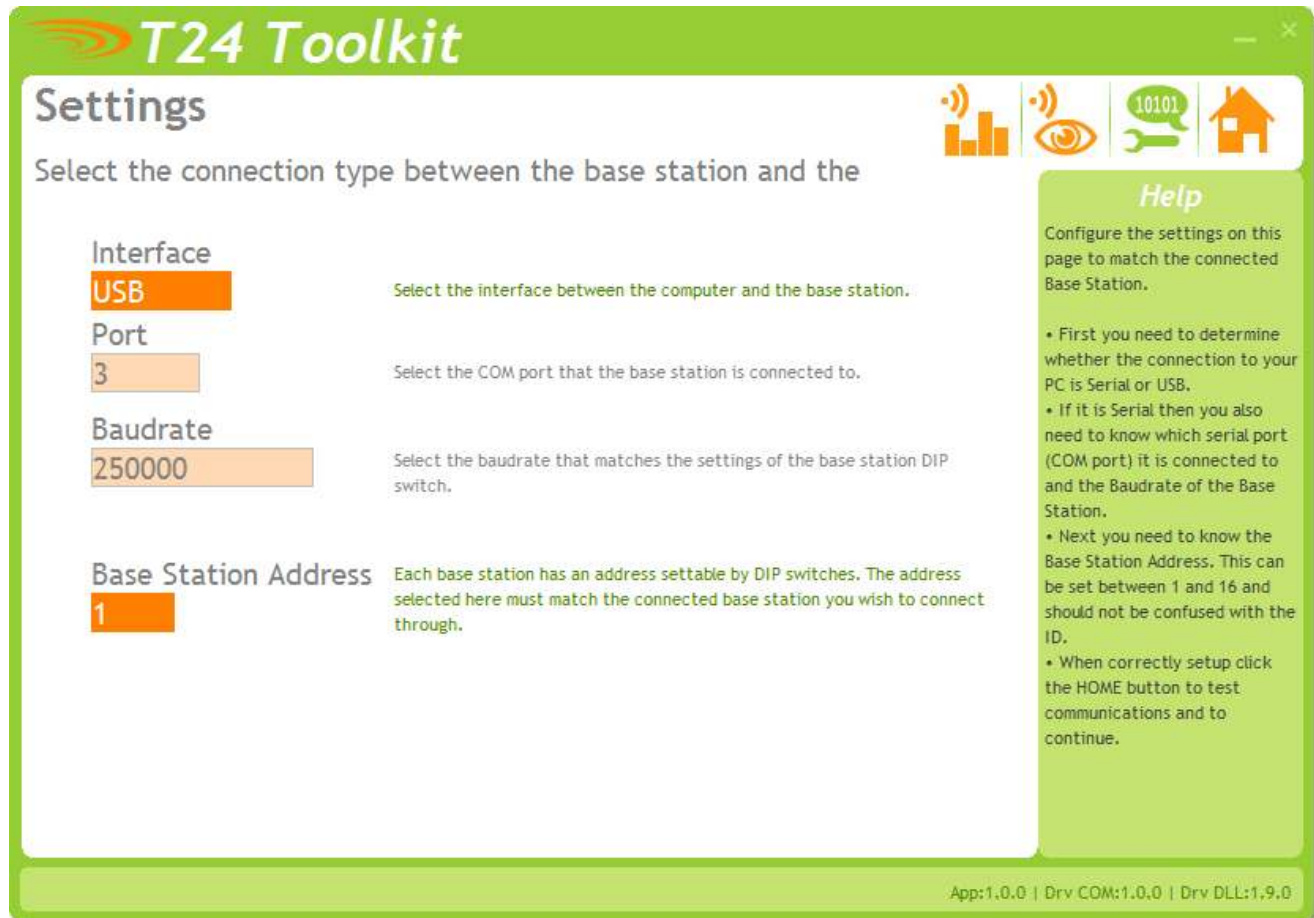 T24 Toolkit
Settings
10101
Select the connection type between the base station and the
Interface
USB
Select the interface between the computer and the base station.
Port
3
Select the COM port that the base station is connected to.
Baudrate
250000
Select the baudrate that matches the settings of the base station DIP
switch.
Base Station Address
1
Each base station has an address settable by DIP switches. The address
selected here must match the connected base station you wish to connect
through.
Help
Configure the settings on this
page to match the connected
Base Station.
• First you need to determine
whether the connection to your
PC is Serial or USB.
• If it is Serial then you also
need to know which serial port
(COM port) it is connected to
and the Baudrate of the Base
Station.
• Next you need to know the
Base Station Address. This can
be set between 1 and 16 and
should not be confused with the
ID.
• When correctly setup click
the HOME button to test
communications and to
continue.
App:1.0.0 | Drv COM:1.0.0 | Drv DLL:1.9.0